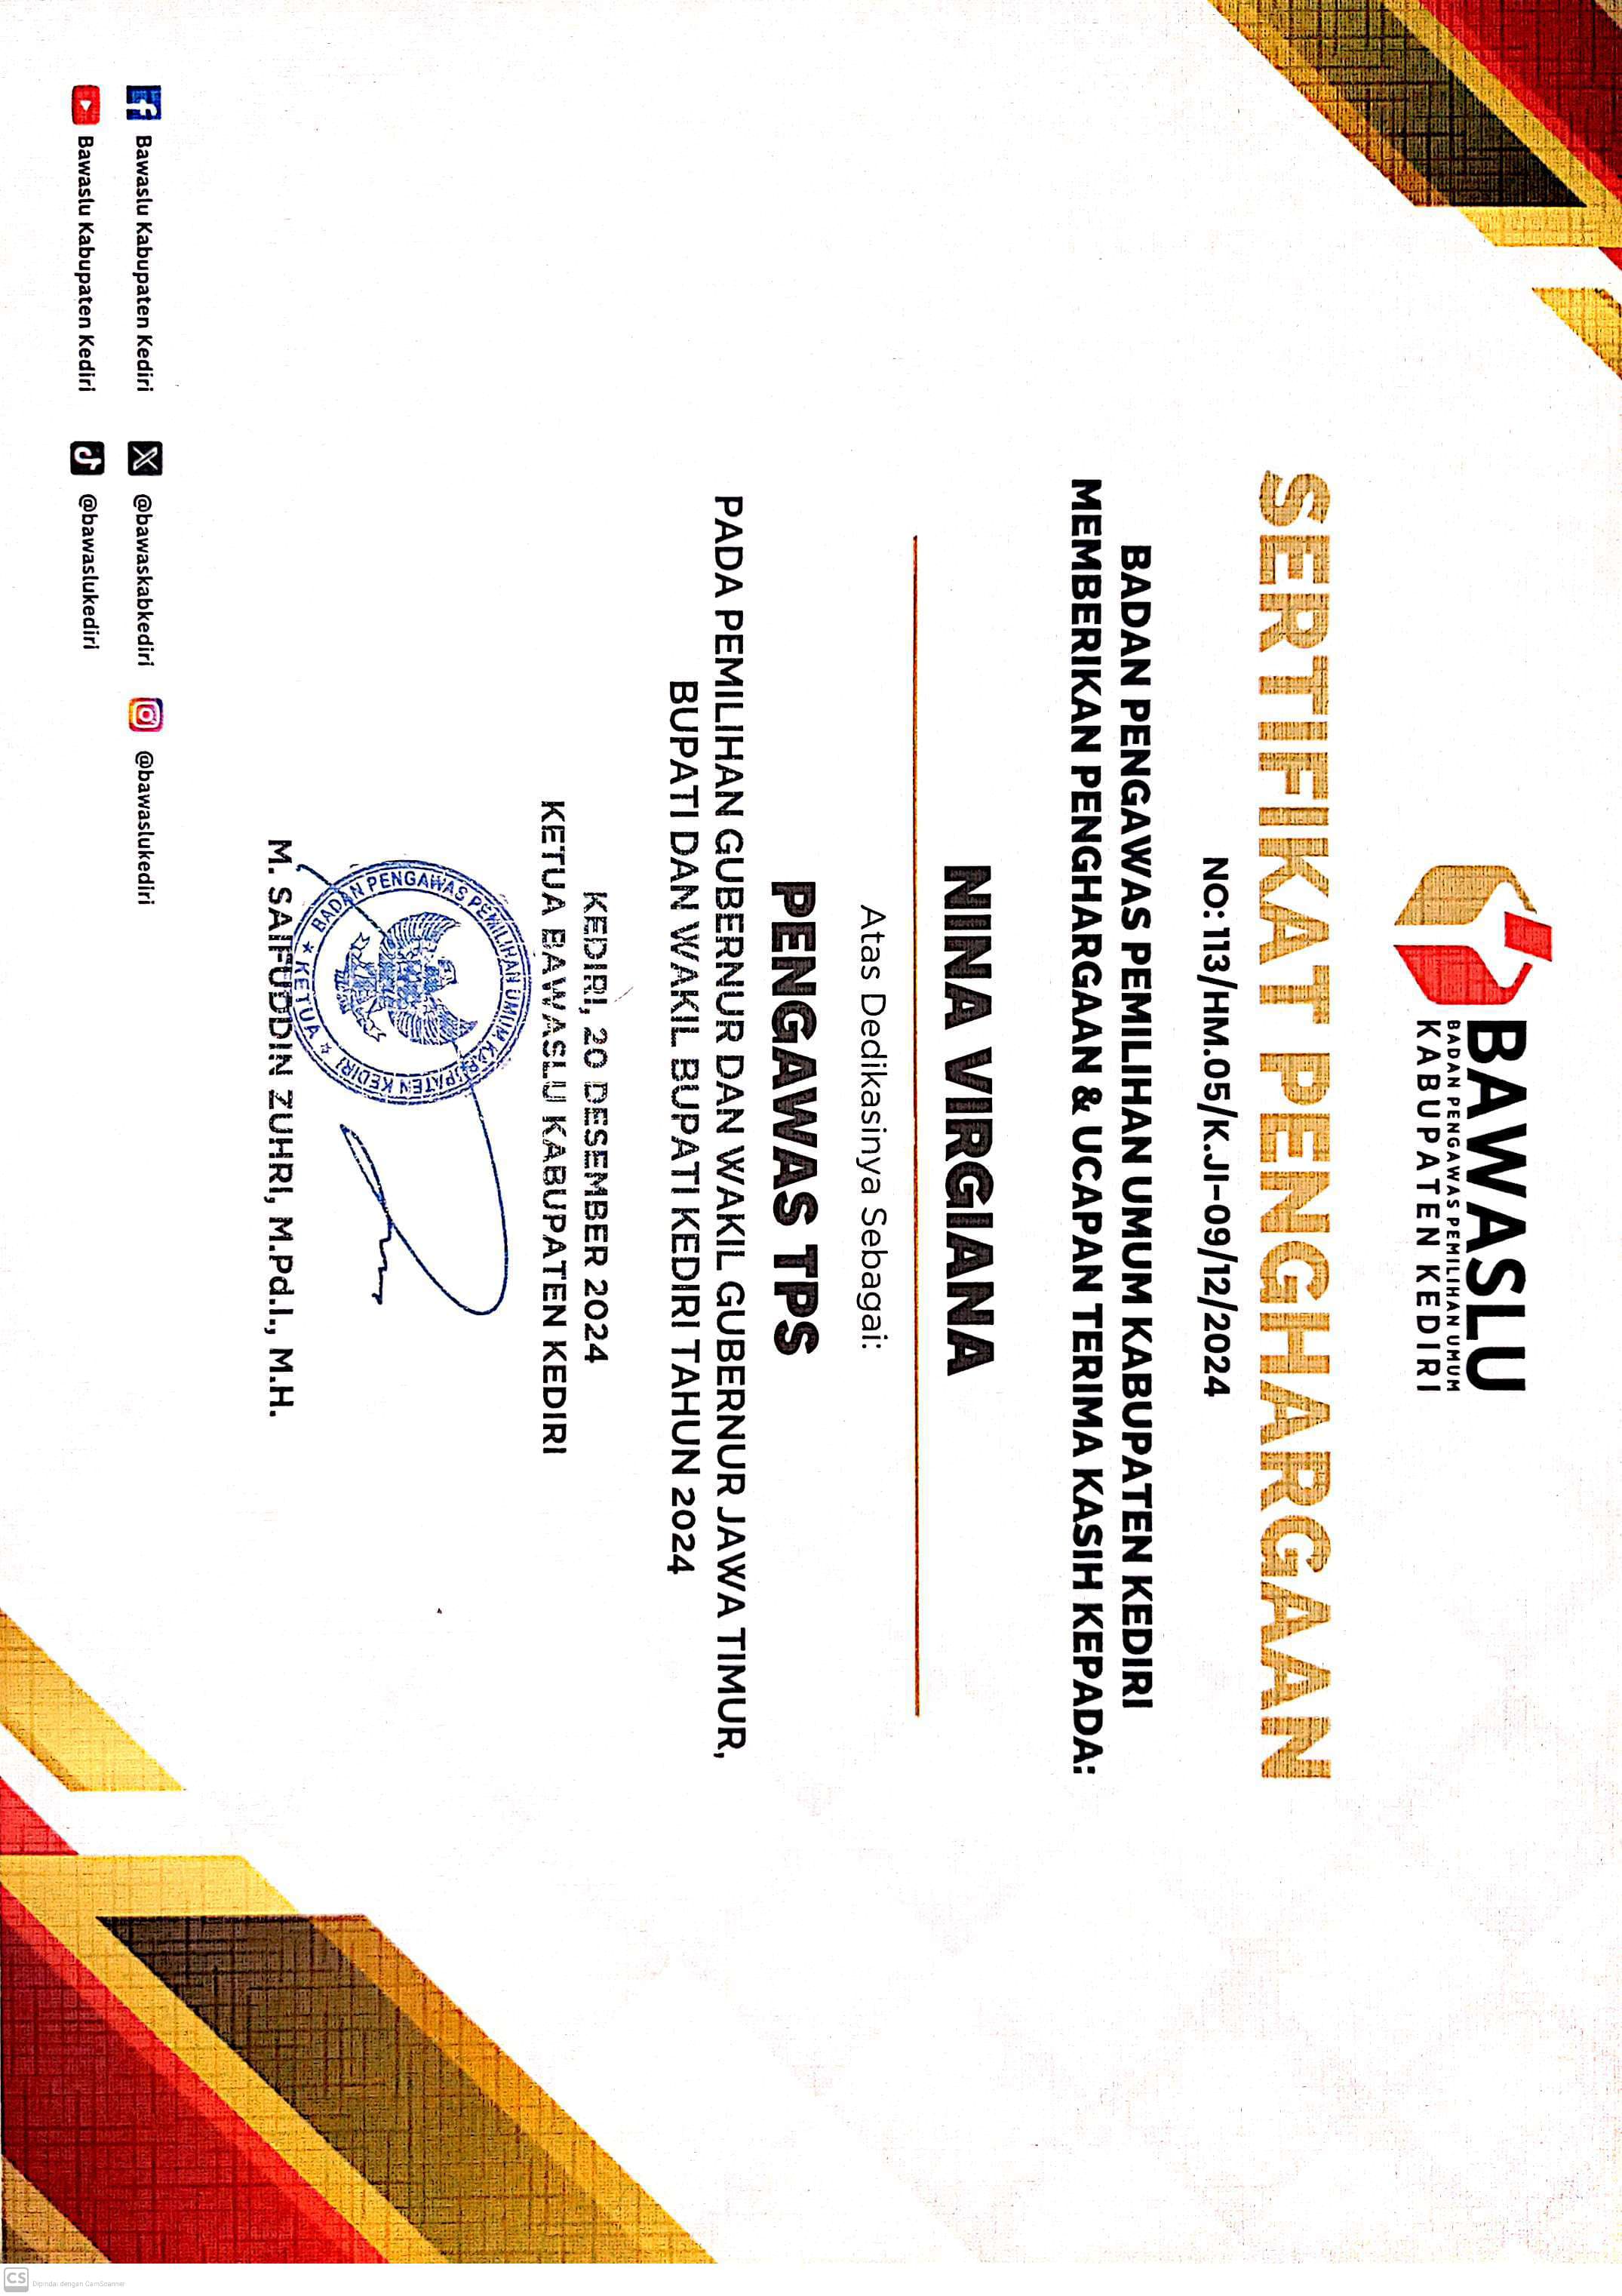 BAWASLU
BADAN PENGAWAS PEMILIHAN UMUM
KABUPATEN KEDIRI
SERTIFIKAT PENGHARGAAN
NO: 113/HM.05/K.JI-09/12/2024
BADAN PENGAWAS PEMILIHAN UMUM KABUPATEN KEDIRI
MEMBERIKAN PENGHARGAAN & UCAPAN TERIMA KASIH KEPADA:
NINA VIRGIANA
Atas Dedikasinya Sebagai:
PENGAWAS TPS
PADA PEMILIHAN GUBERNUR DAN WAKIL GUBERNUR JAWA TIMUR,
BUPATI DAN WAKIL BUPATI KEDIRI TAHUN 2024
KEDIRI, 20 DESEMBER 2024
KETUA BAWASLU KABUPATEN KEDIRI
BADAN PENGAWAS PEMILIHAN UMUM KABUPATEN KEDIRI
* KETUA *
M. SAIFUDDIN ZUHRI, M.Pd.I., M.H.
Bawaslu Kabupaten Kediri @bawaskabkediri @bawaslukediri
Bawaslu Kabupaten Kediri @bawaslukediri
CS Dipindai dengan CamScanner